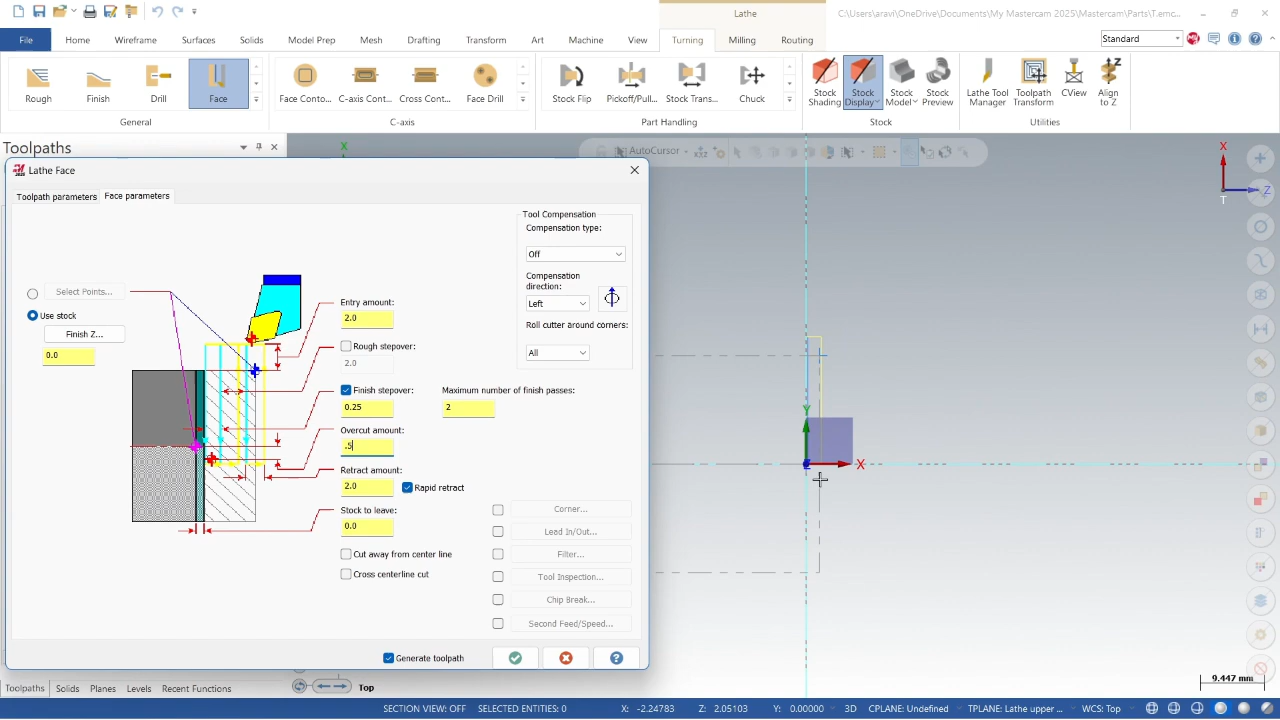 Lathe
C:\Users\aravi\OneDrive\Documents\My Mastercam 2025\Mastercam\Parts\T.emc...
File
Home
Wireframe
Surfaces
Solids
Model Prep
Mesh
Drafting
Transform
Art
Machine
View
Turning
Milling
Routing
Standard
Rough
Finish
Drill
Face
General
Face Conto...
C-axis Cont...
Cross Cont...
Face Drill
C-axis
Stock Flip
Pickoff/Pull...
Stock Trans...
Chuck
Part Handling
Stock Shading
Stock Display
Stock Model
Stock Preview
Stock
Lathe Tool Manager
Toolpath Transform
CView
Align to Z
Utilities
Toolpaths
AutoCursor
XYZ
Lathe Face
Toolpath parameters
Face parameters
Select Points...
Use stock
Finish Z...
0.0
Entry amount:
2.0
Rough stepover:
2.0
Finish stepover:
0.25
Maximum number of finish passes:
2
Overcut amount:
.5
Retract amount:
2.0
Rapid retract
Stock to leave:
0.0
Cut away from center line
Cross centerline cut
Tool Compensation
Compensation type:
Off
Compensation direction:
Left
Roll cutter around corners:
All
Corner...
Lead In/Out...
Filter...
Tool Inspection...
Chip Break...
Second Feed/Speed...
Generate toolpath
X
X
Z
T
Y
X
Toolpaths
Solids
Planes
Levels
Recent Functions
Top
9.447 mm
SECTION VIEW: OFF
SELECTED ENTITIES: 0
X: -2.24783
Z: 2.05103
Y: 0.00000
3D
CPLANE: Undefined
TPLANE: Lathe upper ...
WCS: Top